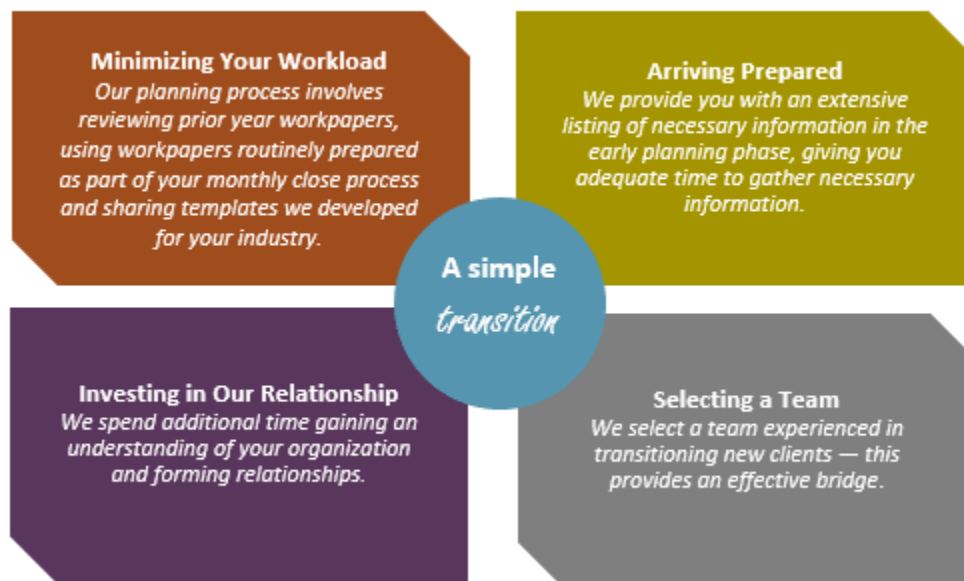 Minimizing Your Workload
Our planning process involves
reviewing prior year workpapers,
using workpapers routinely prepared
as part of your monthly close process
and sharing templates we developed
for your industry.
Arriving Prepared
We provide you with an extensive
listing of necessary information in the
early planning phase, giving you
adequate time to gather necessary
information.
A simple
transition
Investing in Our Relationship
We spend additional time gaining an
understanding of your organization
and forming relationships.
Selecting a Team
We select a team experienced in
transitioning new clients — this
provides an effective bridge.